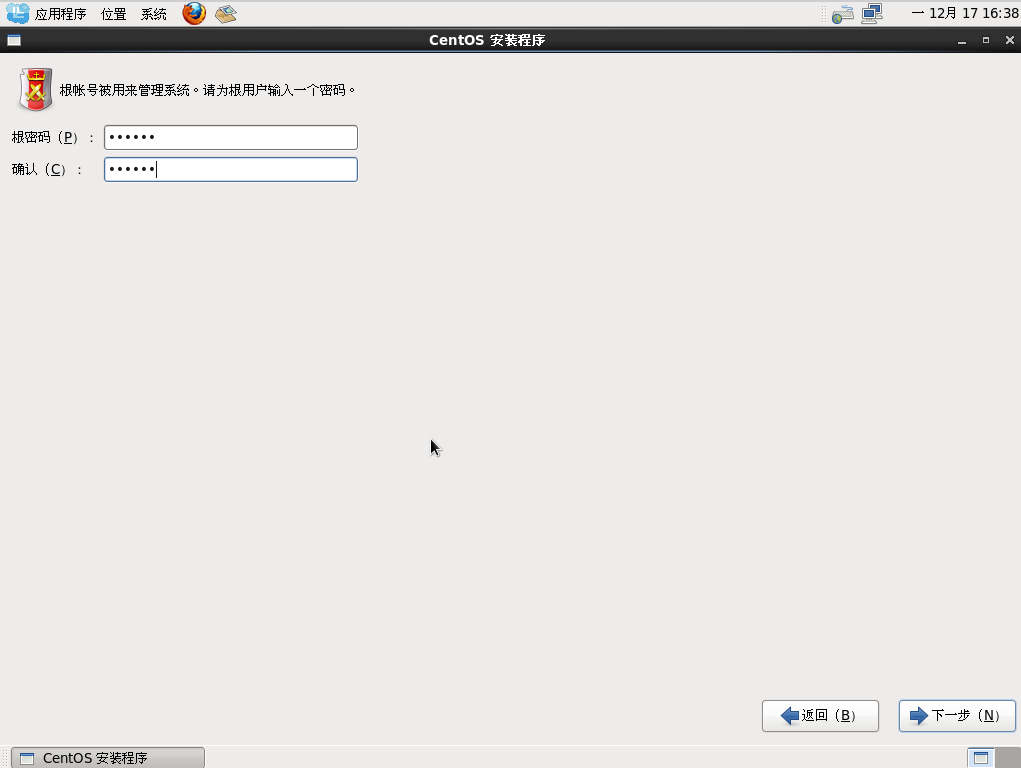 应用程序 位置 系统 一 12月 17 16:38
CentOS 安装程序
根帐号被用来管理系统。请为根用户输入一个密码。
根密码（P）： ••••••
确认（C）： ••••••
返回（B） 下一步（N）
CentOS 安装程序